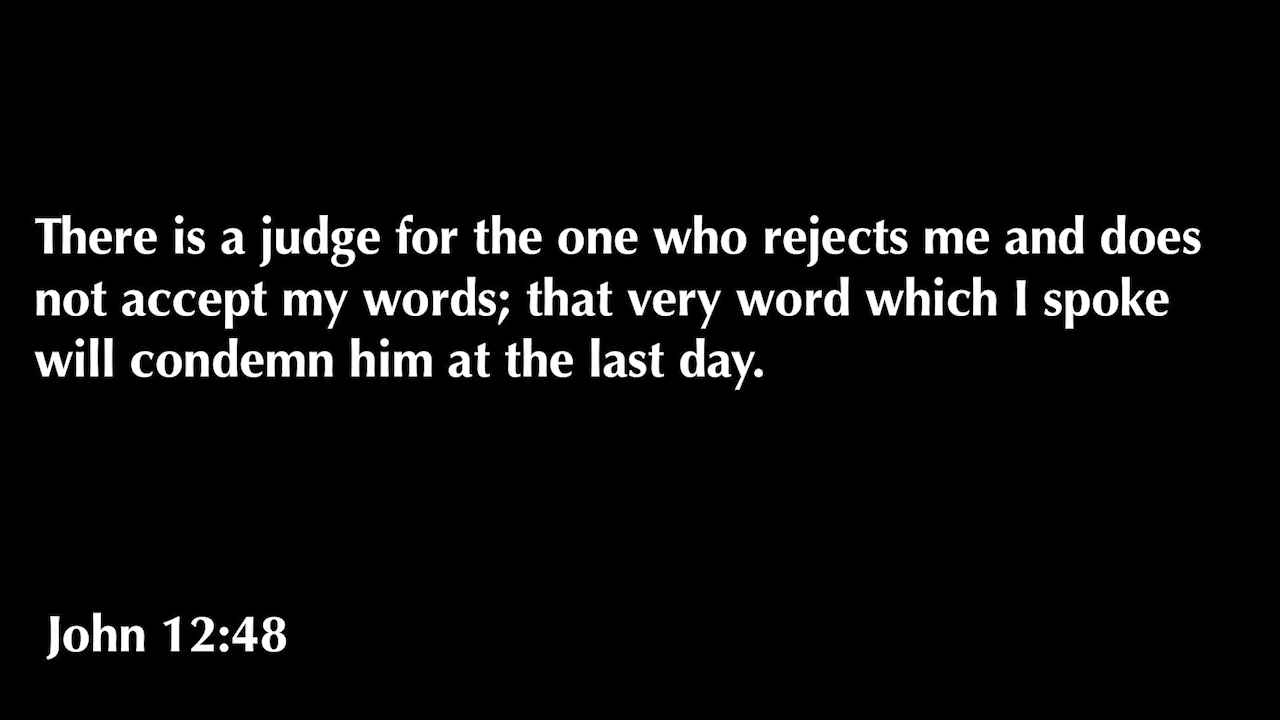 There is a judge for the one who rejects me and does
not accept my words; that very word which I spoke
will condemn him at the last day.
John 12:48